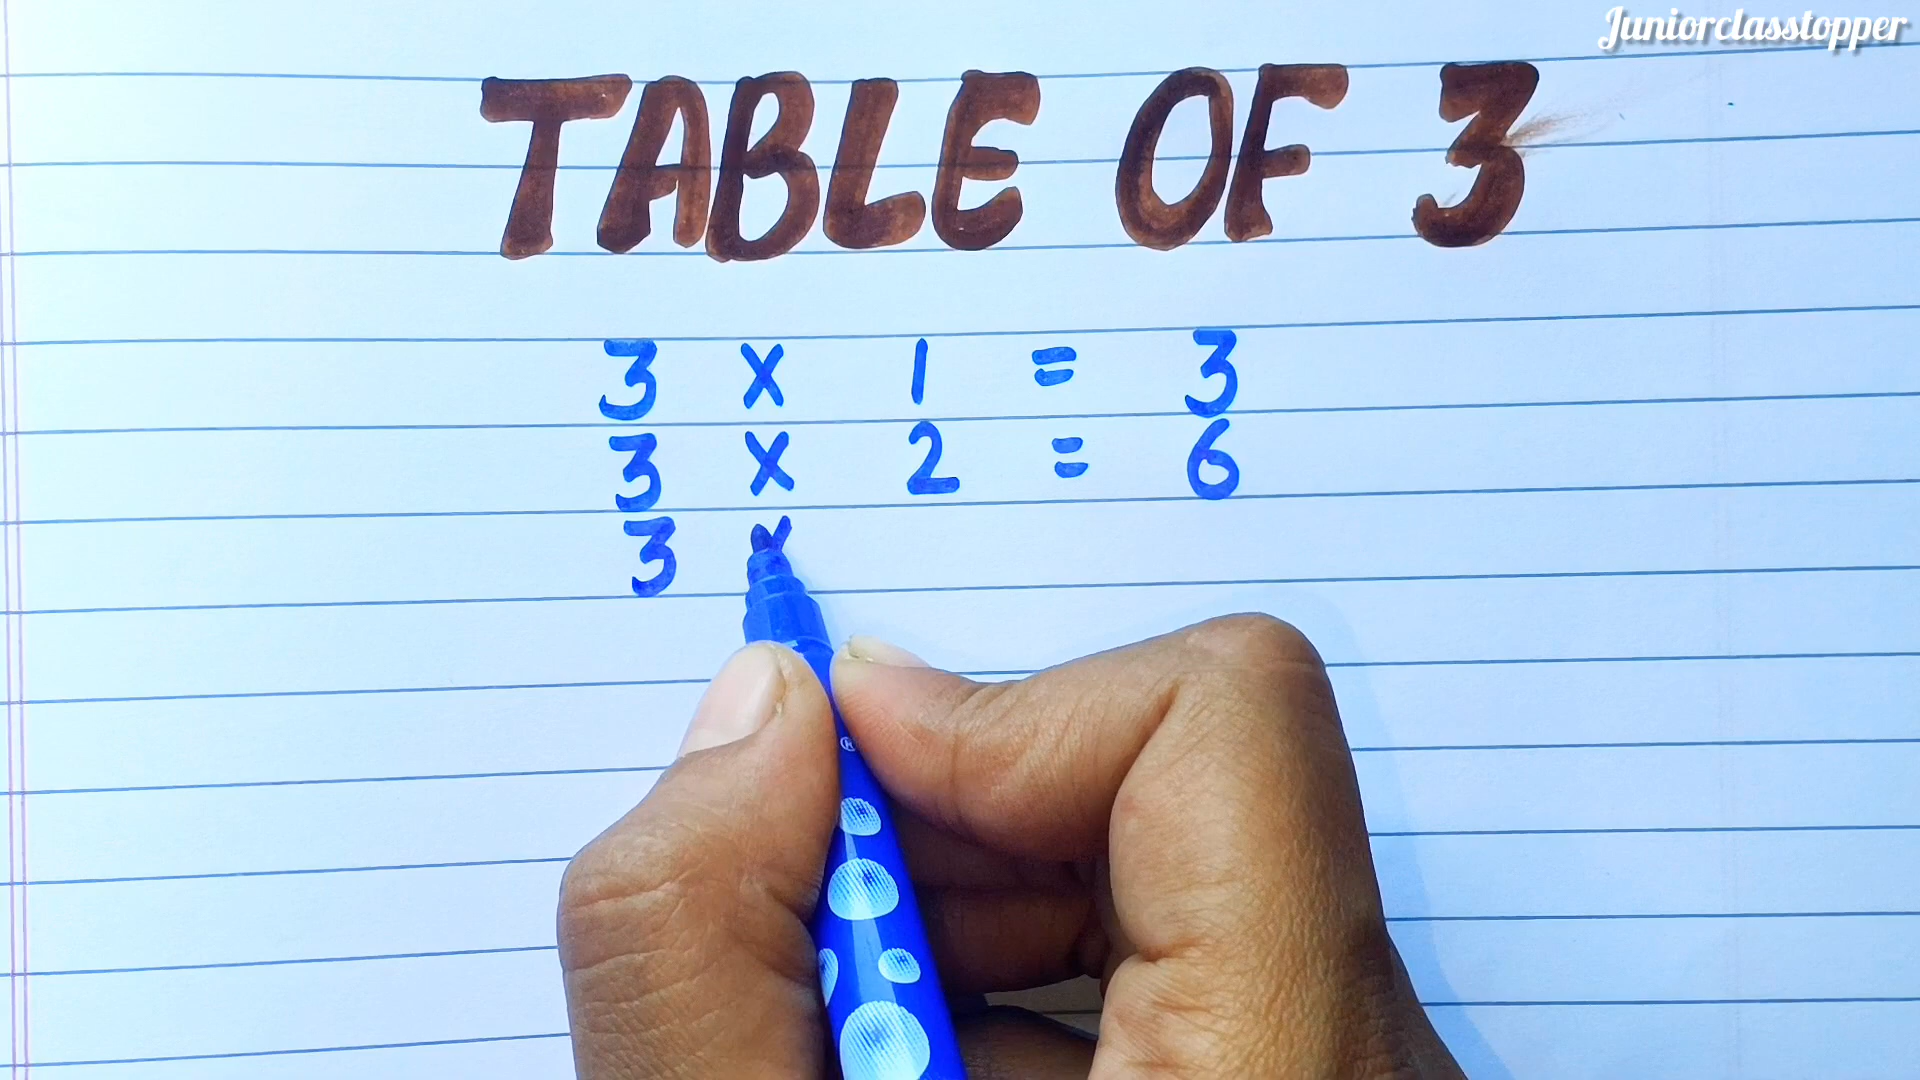 Juniorclasstopper
TABLE OF 3
3 x 1 = 3
3 x 2 = 6
3 x